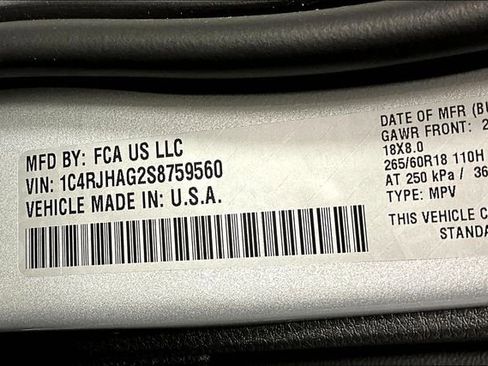 MFD BY: FCA US LLC
VIN: 1C4RJHAG2S8759560
VEHICLE MADE IN: U.S.A.
DATE OF MFR
GAWR FRONT:
18X8.0
265/60R18 110H
AT 250 kPa / 36
TYPE: MPV
THIS VEHICLE